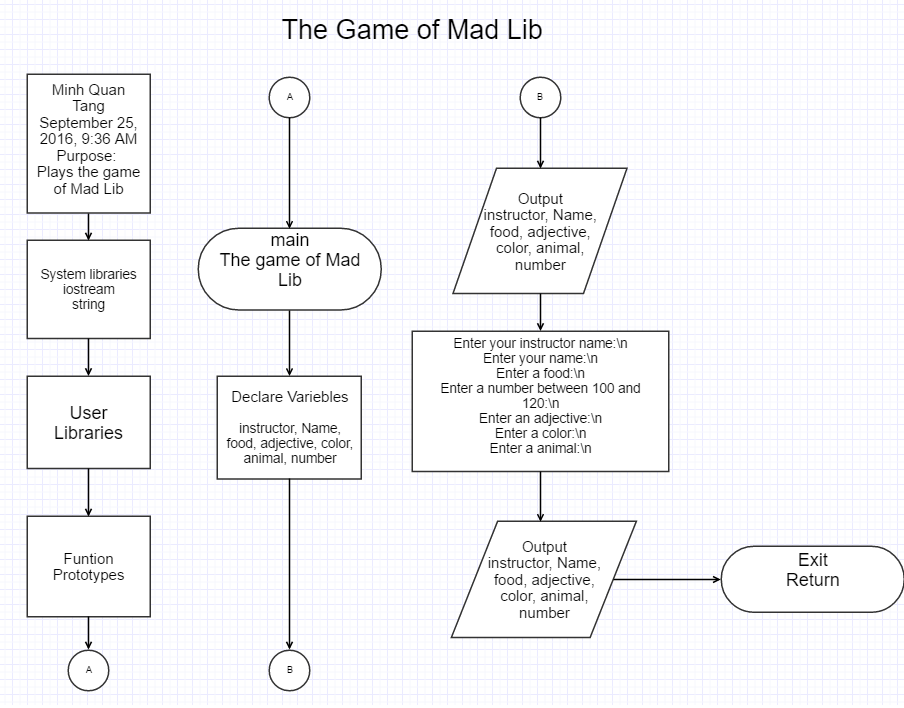 The Game of Mad Lib
Minh Quan
Tang
September 25,
2016, 9:36 AM
Purpose:
Plays the game
of Mad Lib
System libraries
iostream
string
User
Libraries
Funtion
Prototypes
A
A
main
The game of Mad
Lib
Declare Variebles
instructor, Name,
food, adjective, color,
animal, number
B
B
Output
instructor, Name,
food, adjective,
color, animal,
number
Enter your instructor name:\n
Enter your name:\n
Enter a food:\n
Enter a number between 100 and
120:\n
Enter an adjective:\n
Enter a color:\n
Enter a animal:\n
Output
instructor, Name,
food, adjective,
color, animal,
number
Exit
Return